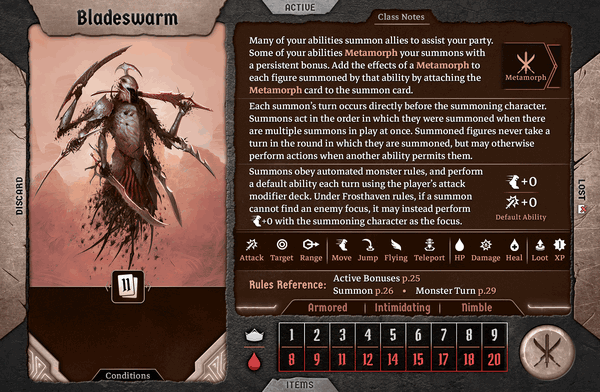 Bladeswarm
ACTIVE
Class Notes
Many of your abilities summon allies to assist your party.
Some of your abilities Metamorph your summons with
a persistent bonus. Add the effects of a Metamorph to
each figure summoned by that ability by attaching the
Metamorph card to the summon card.
Metamorph
Each summon's turn occurs directly before the summoning character.
Summons act in the order in which they were summoned when there
are multiple summons in play at once. Summoned figures never take a
turn in the round in which they are summoned, but may otherwise
perform actions when another ability permits them.
Summons obey automated monster rules, and perform
a default ability each turn using the player's attack
modifier deck. Under Frosthaven rules, if a summon
cannot find an enemy focus, it may instead perform
+0 with the summoning character as the focus.
+0
+0
Default Ability
DISCARD
LOST
11
Attack Target Range Move Jump Flying Teleport HP Damage Heal Loot XP
Rules Reference:
Active Bonuses p.25
Summon p.26 • Monster Turn p.29
Armored | Intimidating | Nimble
1 2 3 4 5 6 7 8 9
8 9 11 12 14 15 17 18 20
Conditions
ITEMS